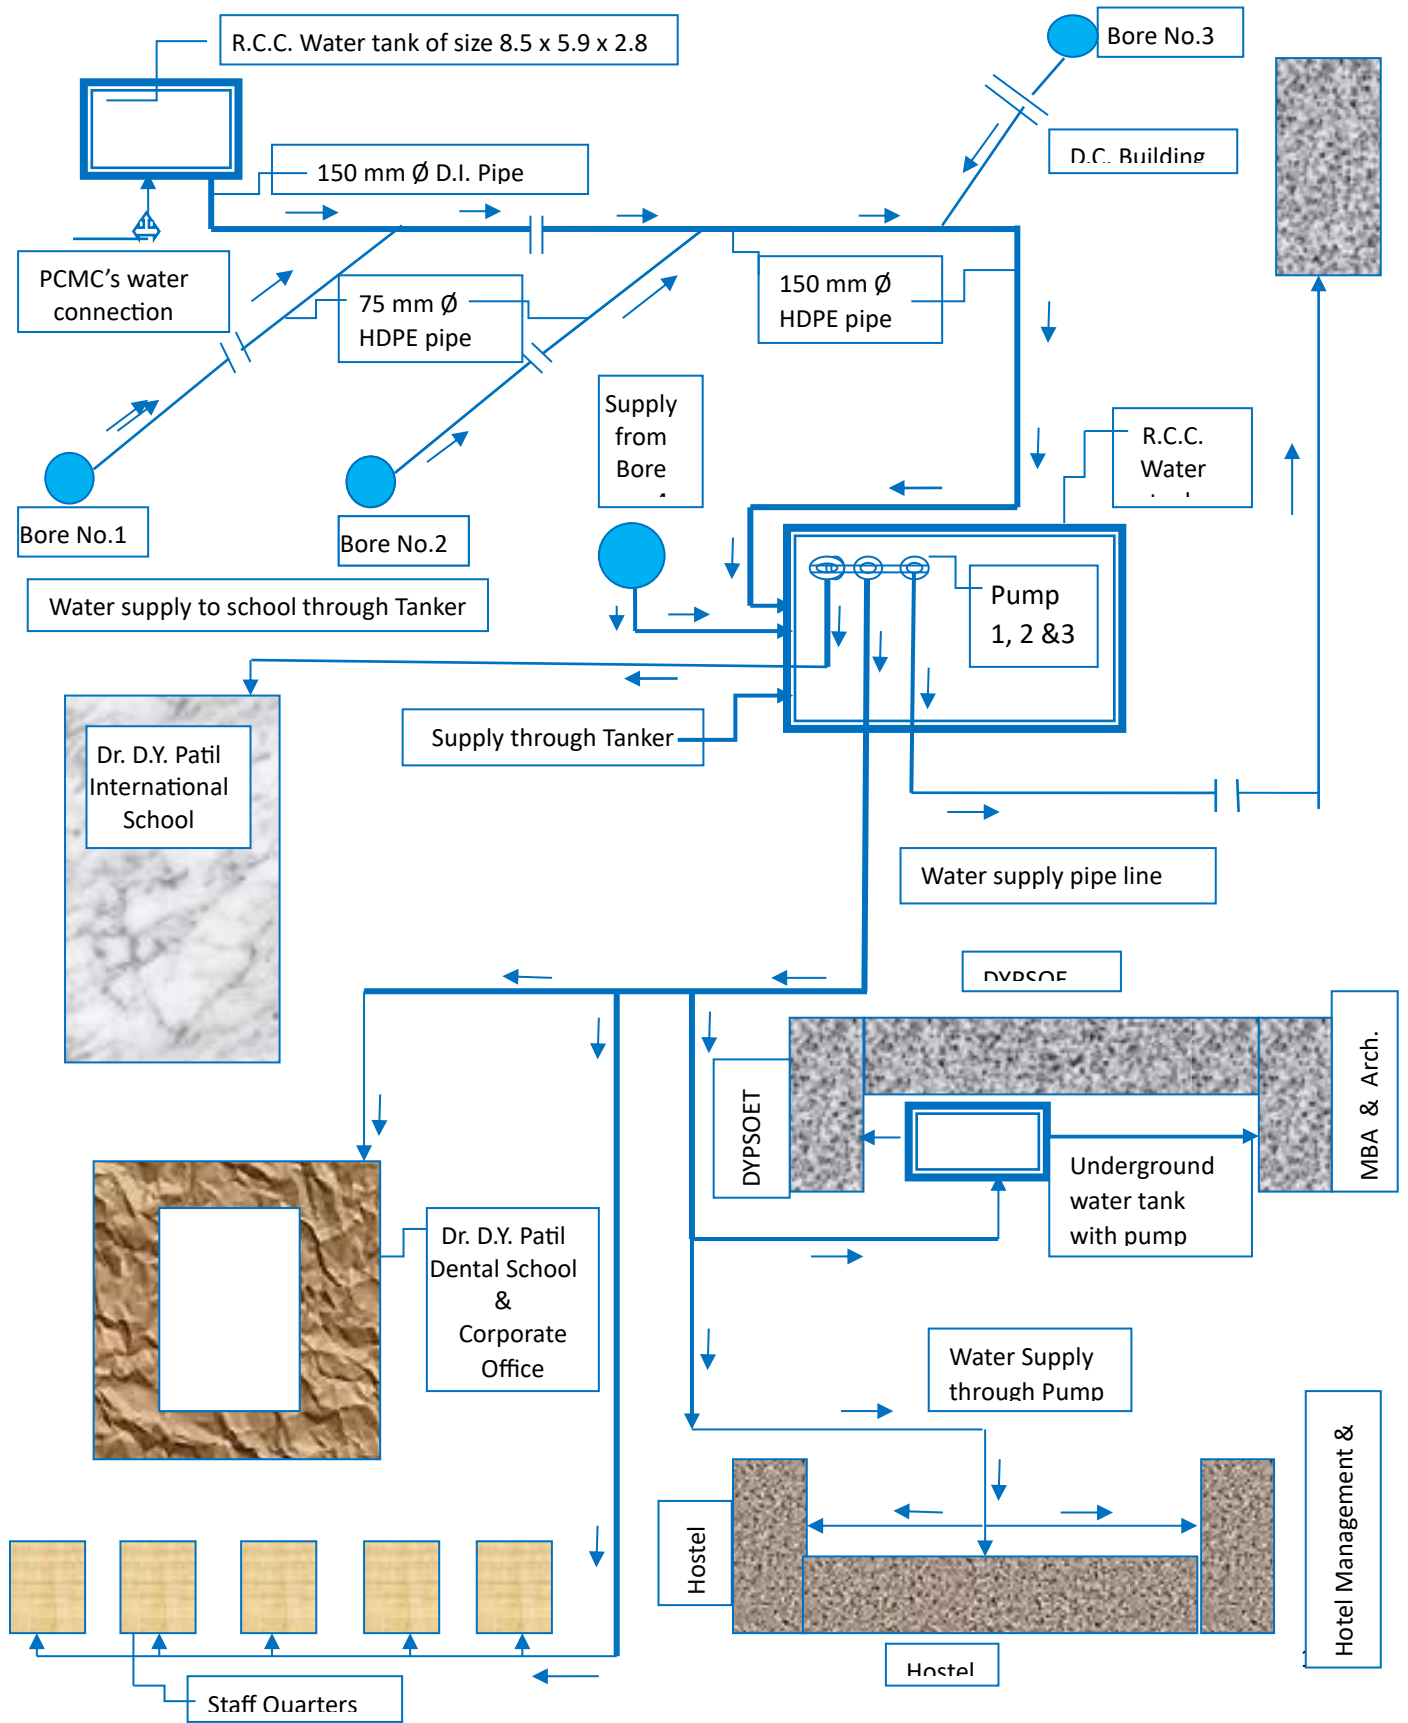 R.C.C. Water tank of size 8.5 x 5.9 x 2.8
Bore No.3
D.C. Building
150 mm Ø D.I. Pipe
PCMC's water
connection
75 mm Ø
HDPE pipe
150 mm Ø
HDPE pipe
Supply
from
Bore
R.C.C.
Water
Bore No.1
Bore No.2
Water supply to school through Tanker
Pump
1, 2 &3
Supply through Tanker
Dr. D.Y. Patil
International
School
Water supply pipe line
DYPSOE
DYPSOET
MBA & Arch.
Underground
water tank
with pump
Dr. D.Y. Patil
Dental School
&
Corporate
Office
Water Supply
through Pump
Hostel
Hotel Management &
Hostel
Staff Quarters